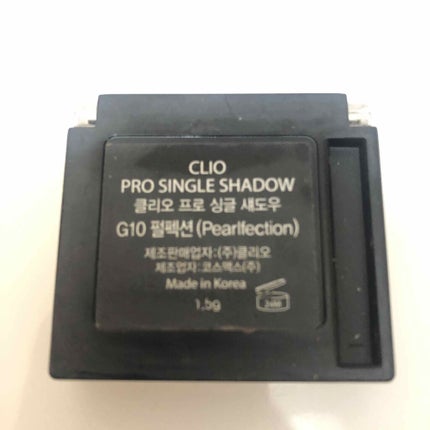 CLIO
PRO SINGLE SHADOW
클리오 프로 싱글 섀도우
G10 펄펙션 (Pearlfection)
제조판매업자:(주)클리오
제조업자:코스맥스(주)
Made in Korea
1.5g